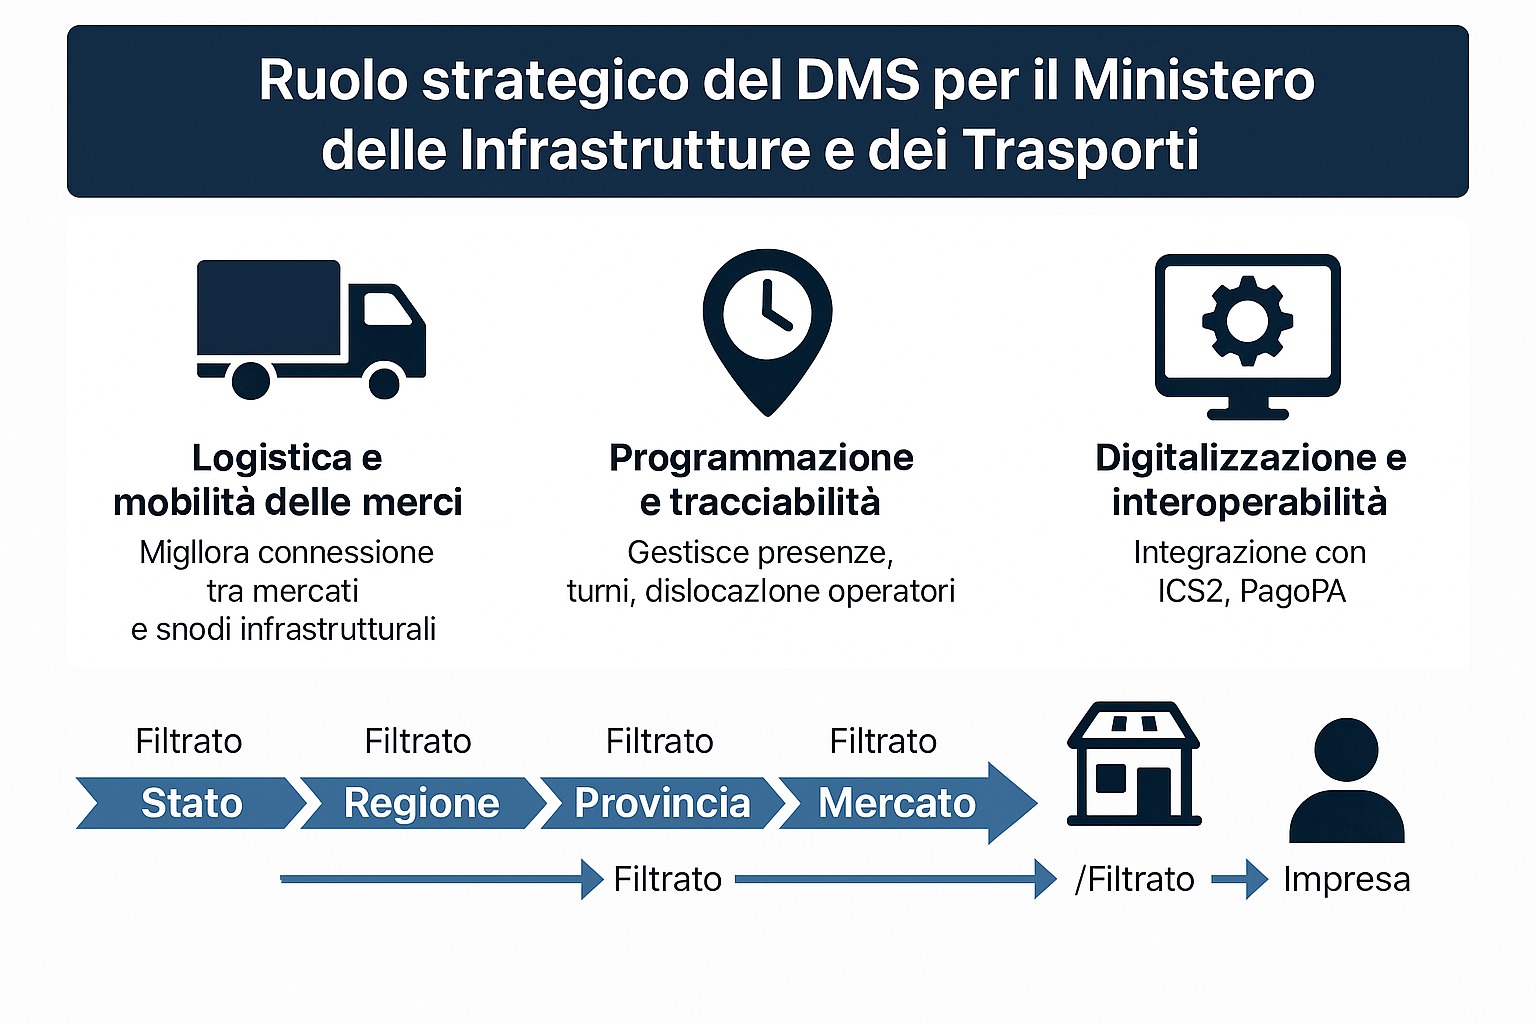 Ruolo strategico del DMS per il Ministero
delle Infrastrutture e dei Trasporti
Logistica e
mobilità delle merci
Migllora connessione
tra mercati
e snodi infrastrutturali
Programmazione
e tracciabilità
Gestisce presenze,
turni, dislocazlone operatori
Digitalizzazione e
interoperabilità
Integrazione con
ICS2, PagoPA
Filtrato
Filtrato
Filtrato
Filtrato
Stato
Regione
Provincia
Mercato
Filtrato
/Filtrato
Impresa